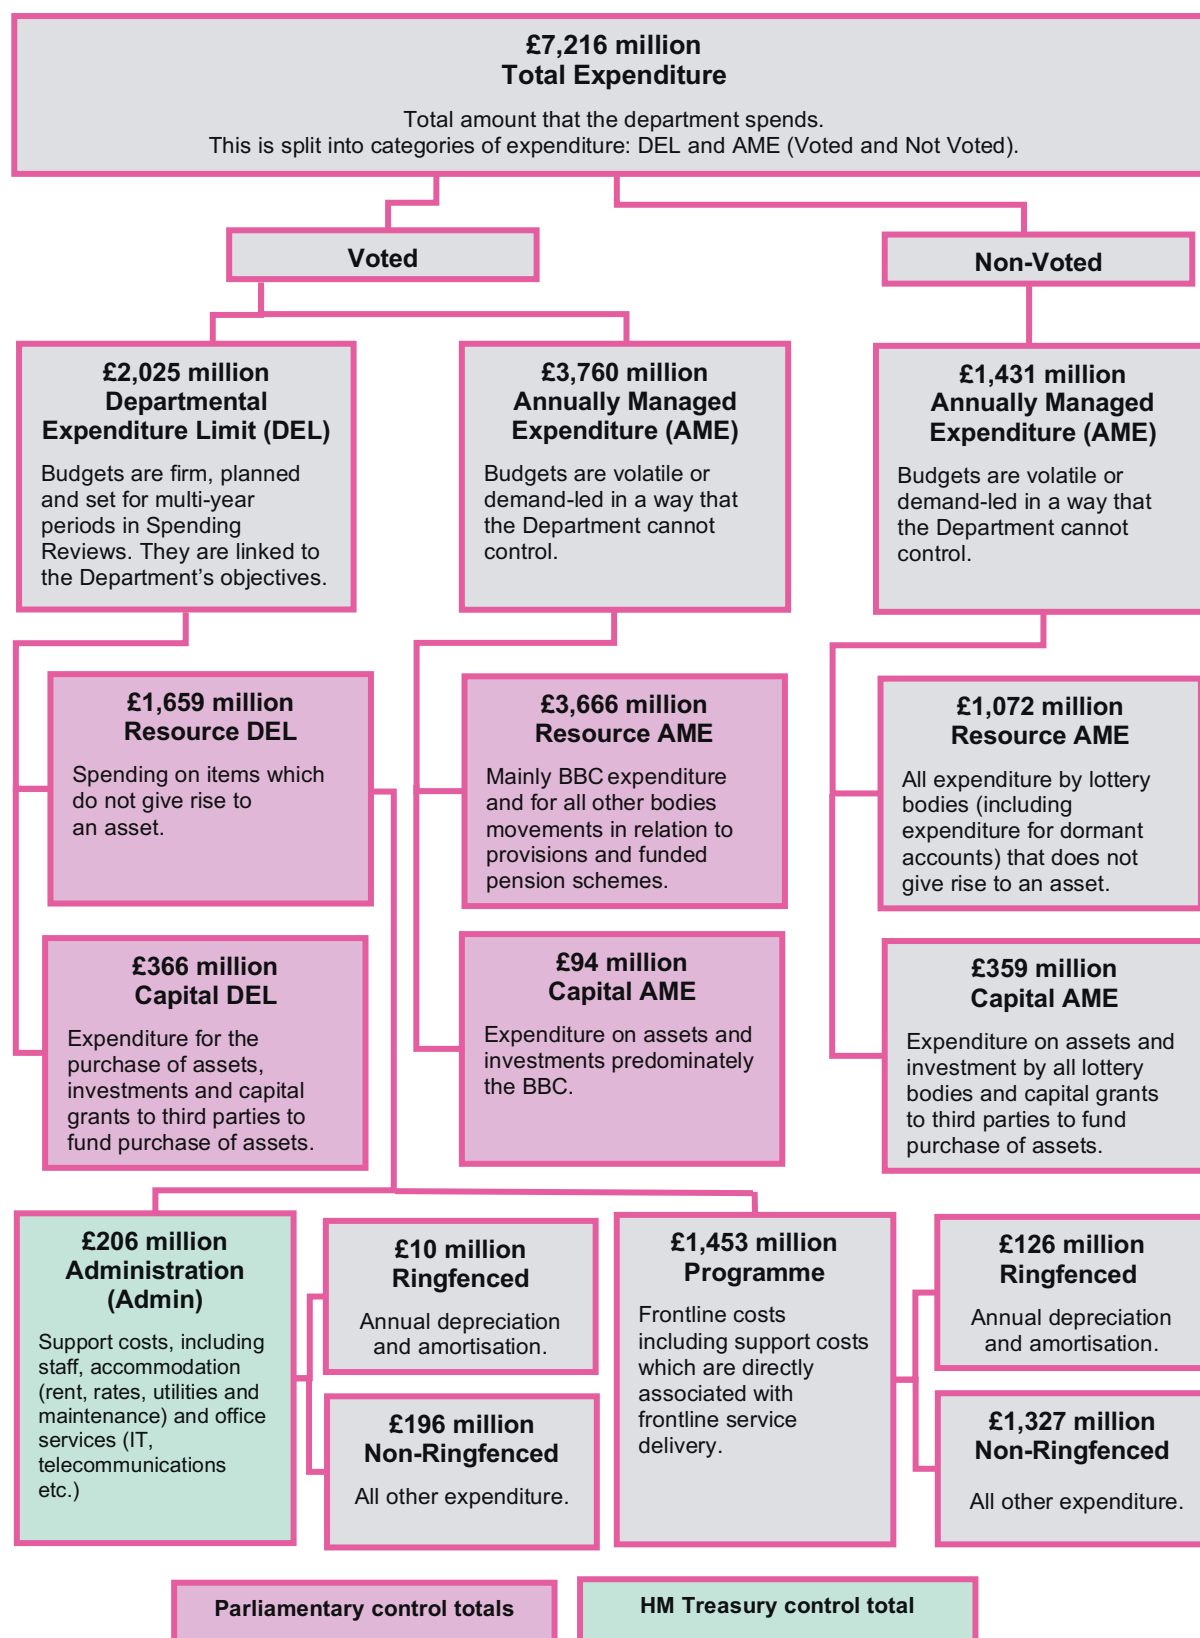 £7,216 million
Total Expenditure
Total amount that the department spends.
This is split into categories of expenditure: DEL and AME (Voted and Not Voted).
Voted
Non-Voted
£2,025 million
Departmental
Expenditure Limit (DEL)
Budgets are firm, planned
and set for multi-year
periods in Spending
Reviews. They are linked to
the Department’s objectives.
£3,760 million
Annually Managed
Expenditure (AME)
Budgets are volatile or
demand-led in a way that
the Department cannot
control.
£1,431 million
Annually Managed
Expenditure (AME)
Budgets are volatile or
demand-led in a way that
the Department cannot
control.
£1,659 million
Resource DEL
Spending on items which
do not give rise to
an asset.
£3,666 million
Resource AME
Mainly BBC expenditure
and for all other bodies
movements in relation to
provisions and funded
pension schemes.
£1,072 million
Resource AME
All expenditure by lottery
bodies (including
expenditure for dormant
accounts) that does not
give rise to an asset.
£366 million
Capital DEL
Expenditure for the
purchase of assets,
investments and capital
grants to third parties to
fund purchase of assets.
£94 million
Capital AME
Expenditure on assets and
investments predominately
the BBC.
£359 million
Capital AME
Expenditure on assets and
investment by all lottery
bodies and capital grants
to third parties to fund
purchase of assets.
£206 million
Administration
(Admin)
Support costs, including
staff, accommodation
(rent, rates, utilities and
maintenance) and office
services (IT,
telecommunications
etc.)
£10 million
Ringfenced
Annual depreciation
and amortisation.
£196 million
Non-Ringfenced
All other expenditure.
£1,453 million
Programme
Frontline costs
including support costs
which are directly
associated with
frontline service
delivery.
£126 million
Ringfenced
Annual depreciation
and amortisation.
£1,327 million
Non-Ringfenced
All other expenditure.
Parliamentary control totals
HM Treasury control total